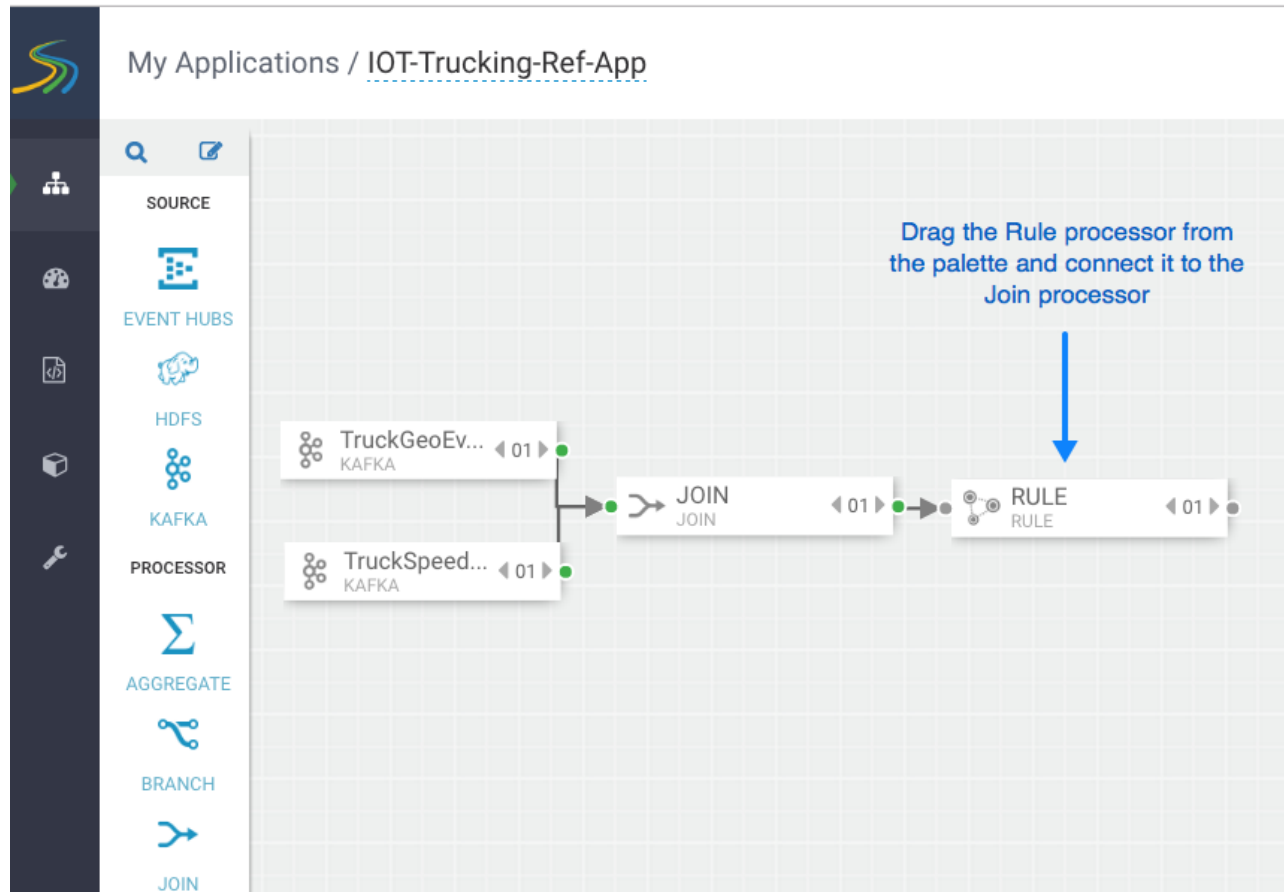 My Applications / IOT-Trucking-Ref-App
SOURCE
EVENT HUBS
HDFS
KAFKA
PROCESSOR
AGGREGATE
BRANCH
JOIN
Drag the Rule processor from
the palette and connect it to the
Join processor
TruckGeoEv... 01
KAFKA
TruckSpeed... 01
KAFKA
JOIN 01
JOIN
RULE 01
RULE